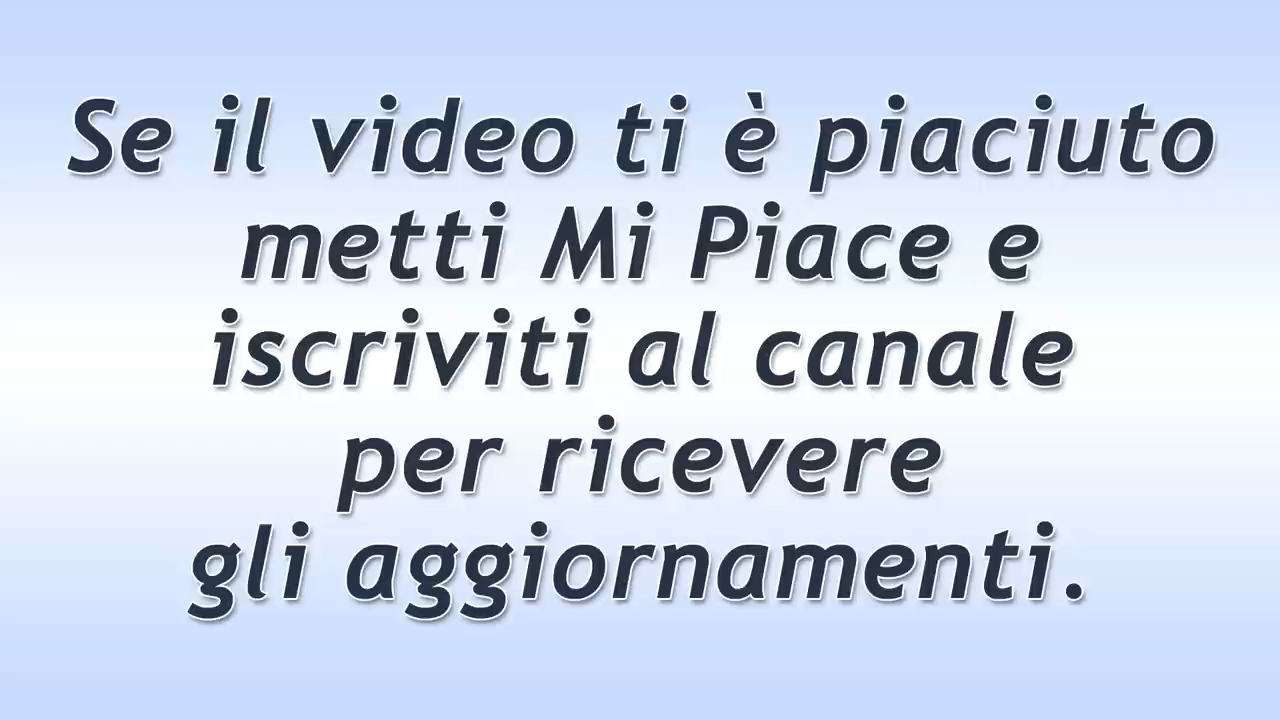 Se il video ti è piaciuto
metti Mi Piace e
iscriviti al canale
per ricevere
gli aggiornamenti.